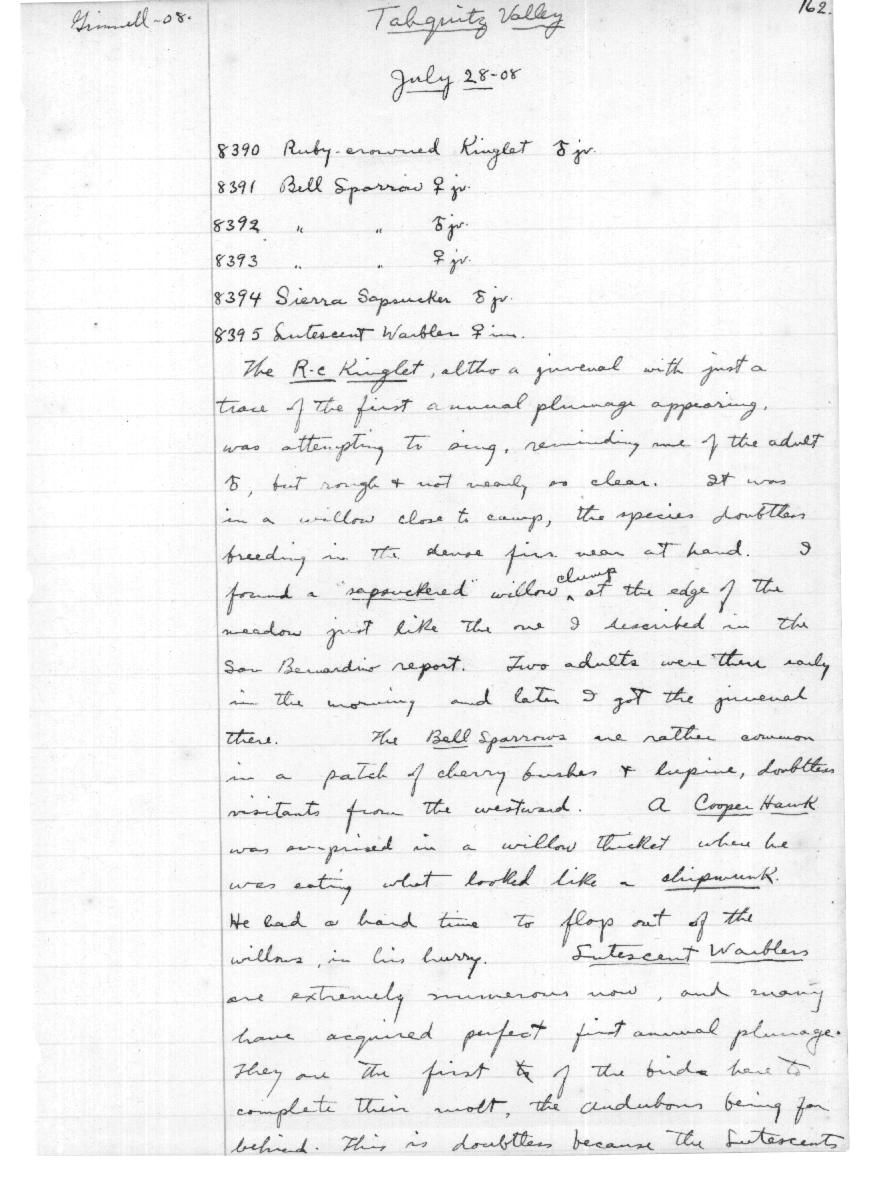 Grinnell-08.
162.
Tahquitz Valley
July 28-08
8390 Ruby-crowned Kinglet ♂ jv.
8391 Bell Sparrow ♀ jv.
8392 " " ♂ jv.
8393 " " ♀ jv.
8394 Sierra Sapsucker ♂ jv.
8395 Lutescent Warbler ♀ im.
The R-c Kinglet, altho a juvenal with just a
trace of the first annual plumage appearing,
was attempting to sing, reminding me of the adult
♂, but rough & not nearly so clear. It was
in a willow close to camp, the species doubtless
breeding in the dense firs near at hand. I
found a "sapsuckered" willow clump at the edge of the
meadow just like the one I described in the
San Bernardino report. Two adults were there early
in the morning and later I got the juvenal
there. The Bell Sparrows are rather common
in a patch of cherry bushes & lupine, doubtless
visitants from the westward. A Cooper Hawk
was surprised in a willow thicket where he
was eating what looked like a chipmunk.
He had a hard time to flop out of the
willows, in his hurry. Lutescent Warblers
are extremely numerous now, and many
have acquired perfect first annual plumage.
They are the first of the birds here to
complete their molt, the audubons being far
behind. This is doubtless because the Lutescents